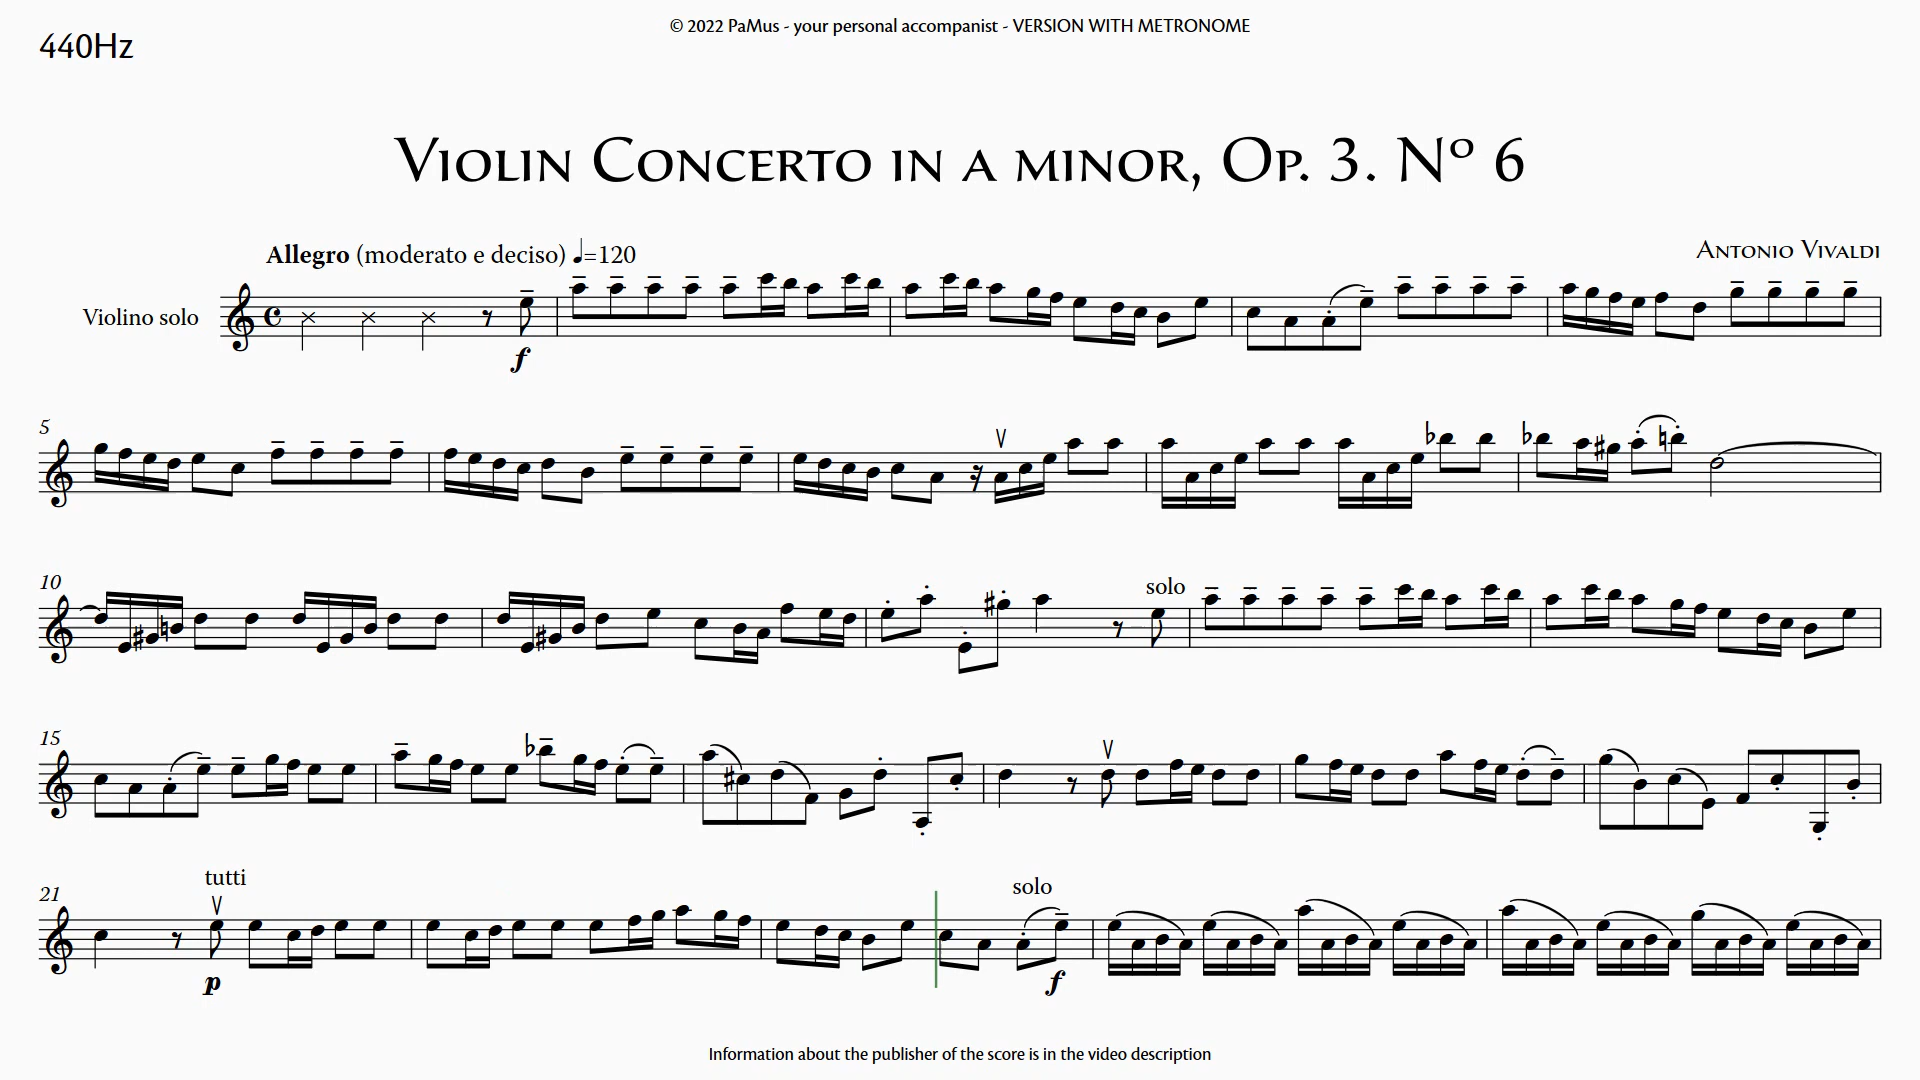 © 2022 PaMus - your personal accompanist - VERSION WITH METRONOME
440Hz
Violin Concerto in a minor, Op. 3. Nº 6
Allegro (moderato e deciso) ♩=120
Antonio Vivaldi
Violino solo
f
5
10
solo
15
21
tutti
solo
p
f
Information about the publisher of the score is in the video description